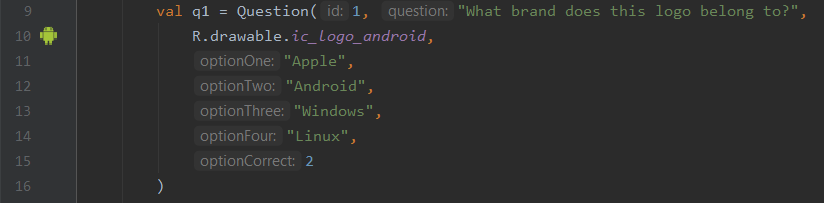 9 val q1 = Question( id: 1, question: "What brand does this logo belong to?",
10 R.drawable.ic_logo_android,
11 optionOne: "Apple",
12 optionTwo: "Android",
13 optionThree: "Windows",
14 optionFour: "Linux",
15 optionCorrect: 2
16 )